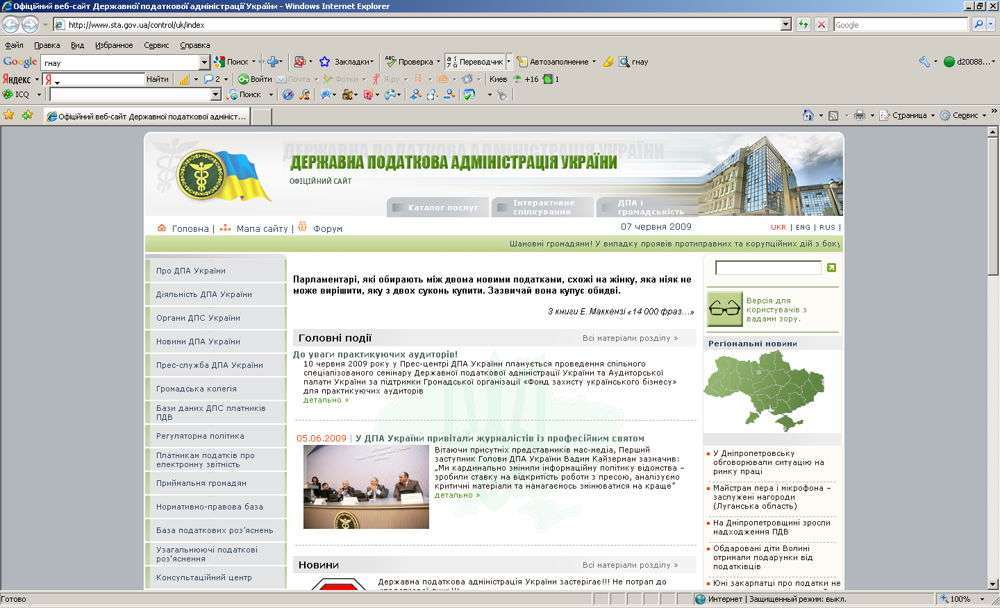 Офіційний веб-сайт Державної податкової адміністрації України - Windows Internet Explorer
http://www.sta.gov.ua/control/uk/index
Google
Файл Правка Вид Избранное Сервис Справка
Google гнау Поиск Закладки ABC Проверка Переводчик Автозаполнение гнау d20088...
Яндекс Я Найти 2 Войти Почта Фотки Я.ру Киев +16 1
ICQ Поиск
Офіційний веб-сайт Державної податкової адмініст...
Страница Сервис »
ДЕРЖАВНА ПОДАТКОВА АДМІНІСТРАЦІЯ УКРАЇНИ
ДЕРЖАВНА ПОДАТКОВА АДМІНІСТРАЦІЯ УКРАЇНИ
ОФІЦІЙНИЙ САЙТ
Каталог послуг
Інтерактивне
спілкування
ДПА і
громадськість
Головна | Мапа сайту | Форум
07 червня 2009
UKR | ENG | RUS |
Шановні громадяни! У випадку проявів протиправних та корупційних дій з боку
Про ДПА України
Діяльність ДПА України
Органи ДПС України
Новини ДПА України
Прес-служба ДПА України
Громадська колегія
Бази даних ДПС платників
ПДВ
Регуляторна політика
Платникам податків про
електронну звітність
Приймальня громадян
Нормативно-правова база
База податкових роз’яснень
Узагальнюючі податкові
роз'яснення
Консультаційний центр
Парламентарі, які обирають між двома новими податками, схожі на жінку, яка ніяк не
може вирішити, яку з двох суконь купити. Зазвичай вона купує обидві.
З книги Е. Маккензі «14 000 фраз...»
Головні події
Всі матеріали розділу »
До уваги практикуючих аудиторів!
10 червня 2009 року у Прес-центрі ДПА України планується проведення спільного
спеціалізованого семінару Державної податкової адміністрації України та Аудиторської
палати України за підтримки Громадської організації «Фонд захисту українського бізнесу»
для практикуючих аудиторів
детально »
05.06.2009 | У ДПА України привітали журналістів із професійним святом
Вітаючи присутніх представників мас-медіа, Перший
заступник Голови ДПА України Вадим Кайзерман зазначив:
„Ми кардинально змінили інформаційну політику відомства –
зробили ставку на відкритість роботи з пресою, аналізуємо
критичні матеріали та намагаємось змінюватися на краще”
детально »
Новини
Всі матеріали розділу »
Державна податкова адміністрація України застерігає!!! Не потрап до
Версія для
користувачів з
вадами зору.
Регіональні новини
У Дніпропетровську
обговорювали ситуацію на
ринку праці
Майстрам пера і мікрофона –
заслужені нагороди
(Луганська область)
На Дніпропетровщині зросли
надходження ПДВ
Обдаровані діти Волині
отримали подарунки від
податківців
Юні закарпатці про податки не
Готово
Интернет | Защищенный режим: выкл.
100%